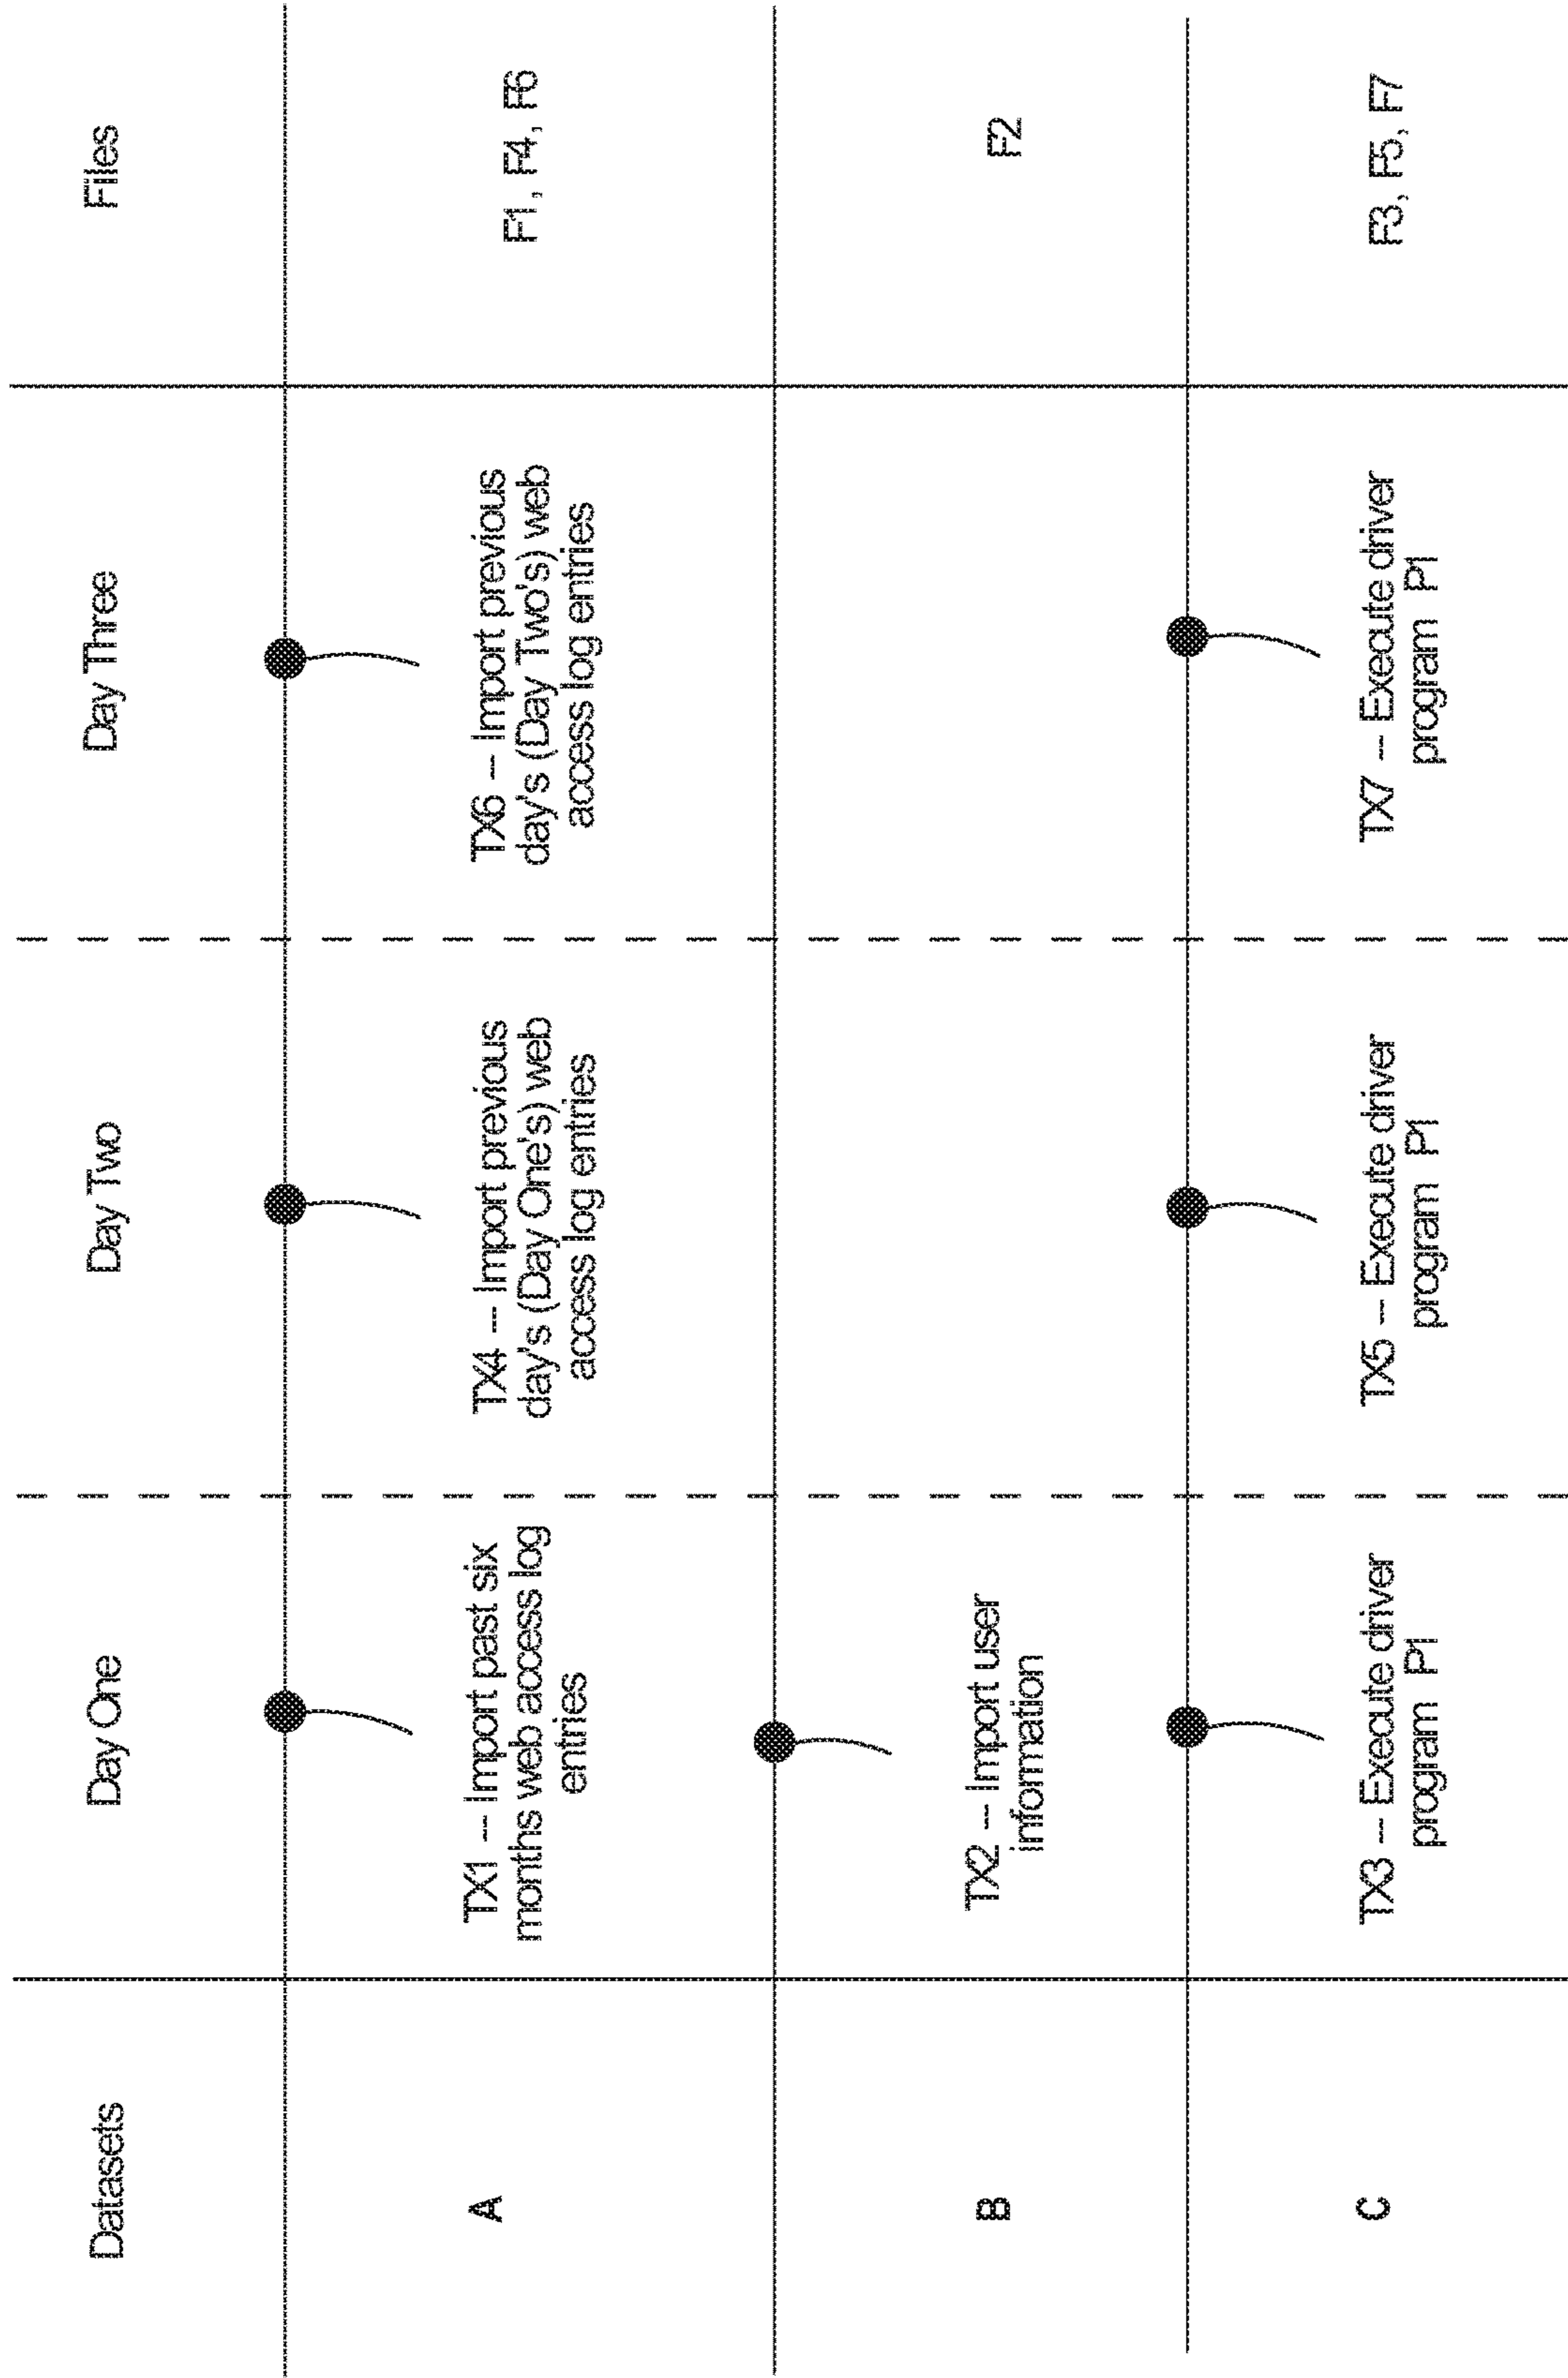 Datasets
Day One
Day Two
Day Three
Files
A
TX1 -- Import past six
months web access log
entries
TX4 -- Import previous
day's (Day One's) web
access log entries
TX6 -- Import previous
day's (Day Two's) web
access log entries
F1, F4, F6
B
TX2 -- Import user
information
F2
C
TX3 -- Execute driver
program P1
TX5 -- Execute driver
program P1
TX7 -- Execute driver
program P1
F3, F5, F7